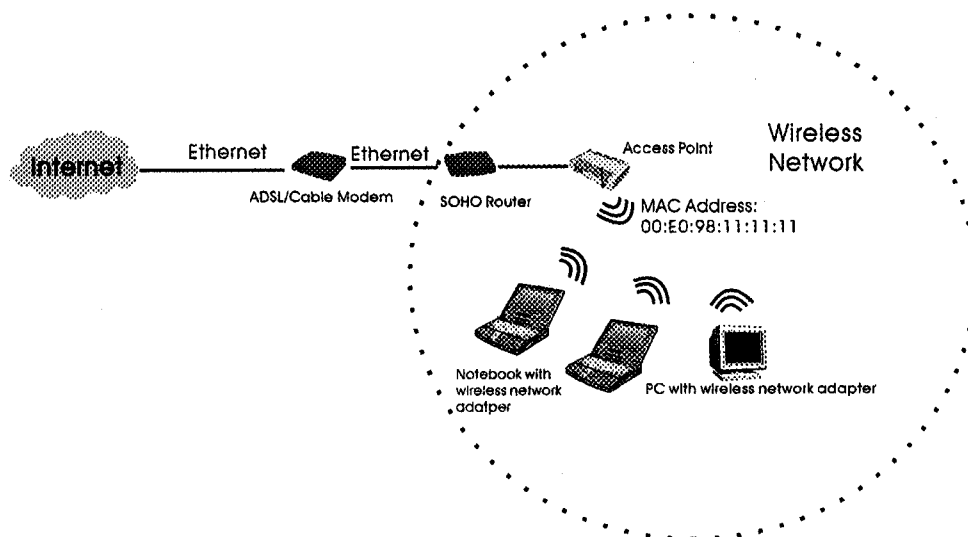 Wireless
Network
Access Point
Ethernet
Ethernet
Internet
ADSL/Cable Modem
SOHO Router
MAC Address:
00:E0:98:11:11:11
Notebook with
wireless network
adatper
PC with wireless network adapter